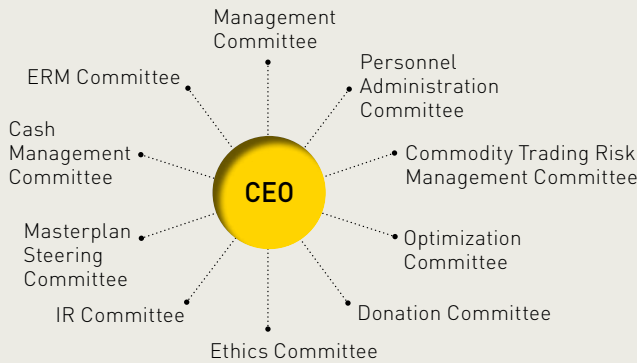 Management
Committee
Personnel
Administration
Committee
Commodity Trading Risk
Management Committee
Optimization
Committee
Donation Committee
Ethics Committee
IR Committee
Masterplan
Steering
Committee
Cash
Management
Committee
ERM Committee
CEO